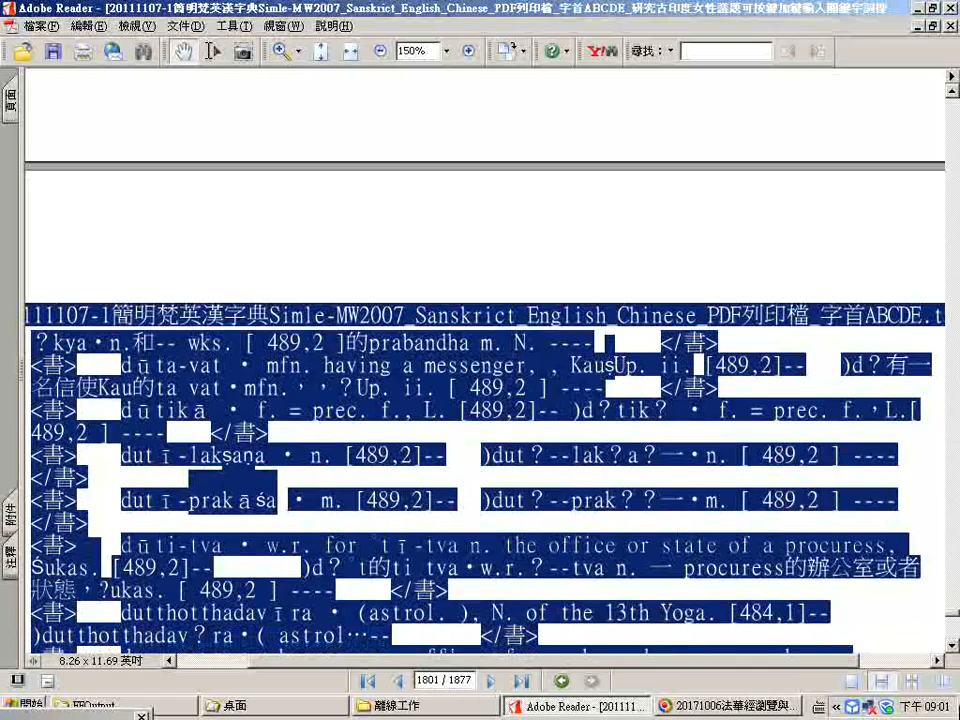 Adobe Reader - [20111107-1簡明梵英漢字典Simle-MW2007_Sanskrict_English_Chinese_PDF列印檔_字首ABCDE_研究古印度女性議題可按鍵加鍵輸入關鍵字詞搜
檔案(F) 編輯(E) 檢視(V) 文件(D) 工具(T) 視窗(W) 說明(H)
150% Y! 尋找：
頁面
111107-1簡明梵英漢字典Simle-MW2007_Sanskrict_English_Chinese_PDF列印檔_字首ABCDE.t
？kya‧n.和-- wks. [ 489,2 ]的prabandha m. N. ---- </書>
<書> dūta-vat ‧ mfn. having a messenger, , KauṣUp. ii. [489,2]-- )d？有一
名信使Kau的ta vat‧mfn.，，？Up. ii. [ 489,2 ] ---- </書>
<書> dūtikā ‧ f. = prec. f., L. [489,2]-- )d？tik？ ‧ f. = prec. f.，L.[
489,2 ] ---- </書>
<書> dutī-lakṣaṇa ‧ n. [489,2]-- )dut？--lak？a？一‧n. [ 489,2 ] ----
</書>
<書> dutī-prakāśa ‧ m. [489,2]-- )dut？--prak？？一‧m. [ 489,2 ] ----
</書>
<書> dūti-tva ‧ w.r. for tī-tva n. the office or state of a procuress,
Śukas. [489,2]-- )d？ t的ti tva‧w.r.？--tva n. 一 procuress的辦公室或者
狀態，?ukas. [ 489,2 ] ---- </書>
<書> dutthotthadavīra ‧ (astrol. ), N. of the 13th Yoga. [484,1]--
)dutthotthadav？ra‧( astrol…-- </書>
附件
註釋
8.26 x 11.69 英吋
1801 / 1877
開始 FFOutput 桌面 離線工作 Adobe Reader - [201111... 20171006法華經瀏覽與... 下午 09:01